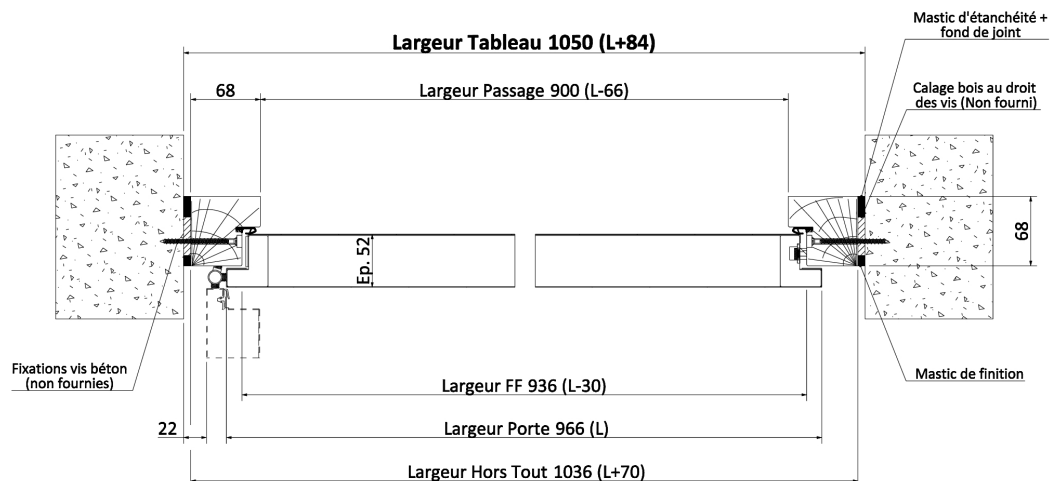 Mastic d'étanchéité +
fond de joint
Largeur Tableau 1050 (L+84)
68
Largeur Passage 900 (L-66)
Calage bois au droit
des vis (Non fourni)
68
Ep. 52
Fixations vis béton
(non fournies)
Mastic de finition
Largeur FF 936 (L-30)
22
Largeur Porte 966 (L)
Largeur Hors Tout 1036 (L+70)